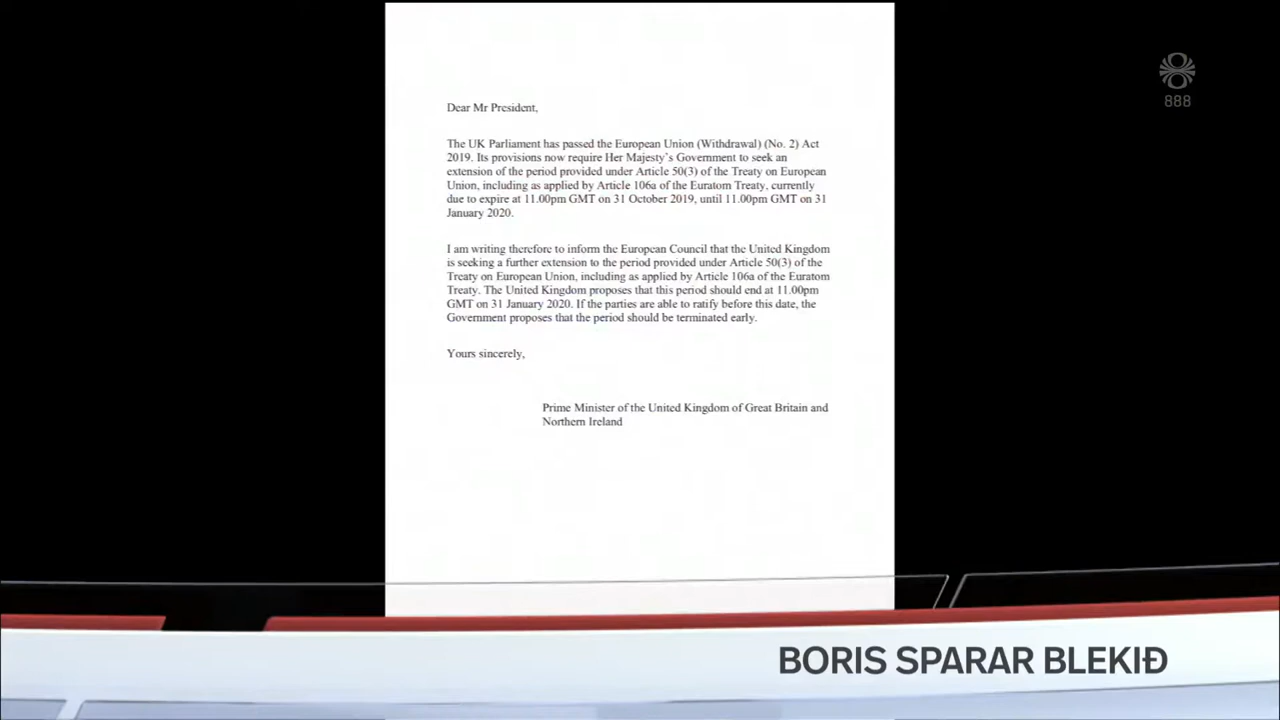 888
Dear Mr President,
The UK Parliament has passed the European Union (Withdrawal) (No. 2) Act
2019. Its provisions now require Her Majesty's Government to seek an
extension of the period provided under Article 50(3) of the Treaty on European
Union, including as applied by Article 106a of the Euratom Treaty, currently
due to expire at 11.00pm GMT on 31 October 2019, until 11.00pm GMT on 31
January 2020.
I am writing therefore to inform the European Council that the United Kingdom
is seeking a further extension to the period provided under Article 50(3) of the
Treaty on European Union, including as applied by Article 106a of the Euratom
Treaty. The United Kingdom proposes that this period should end at 11.00pm
GMT on 31 January 2020. If the parties are able to ratify before this date, the
Government proposes that the period should be terminated early.
Yours sincerely,
Prime Minister of the United Kingdom of Great Britain and
Northern Ireland
BORIS SPARAR BLEKIÐ